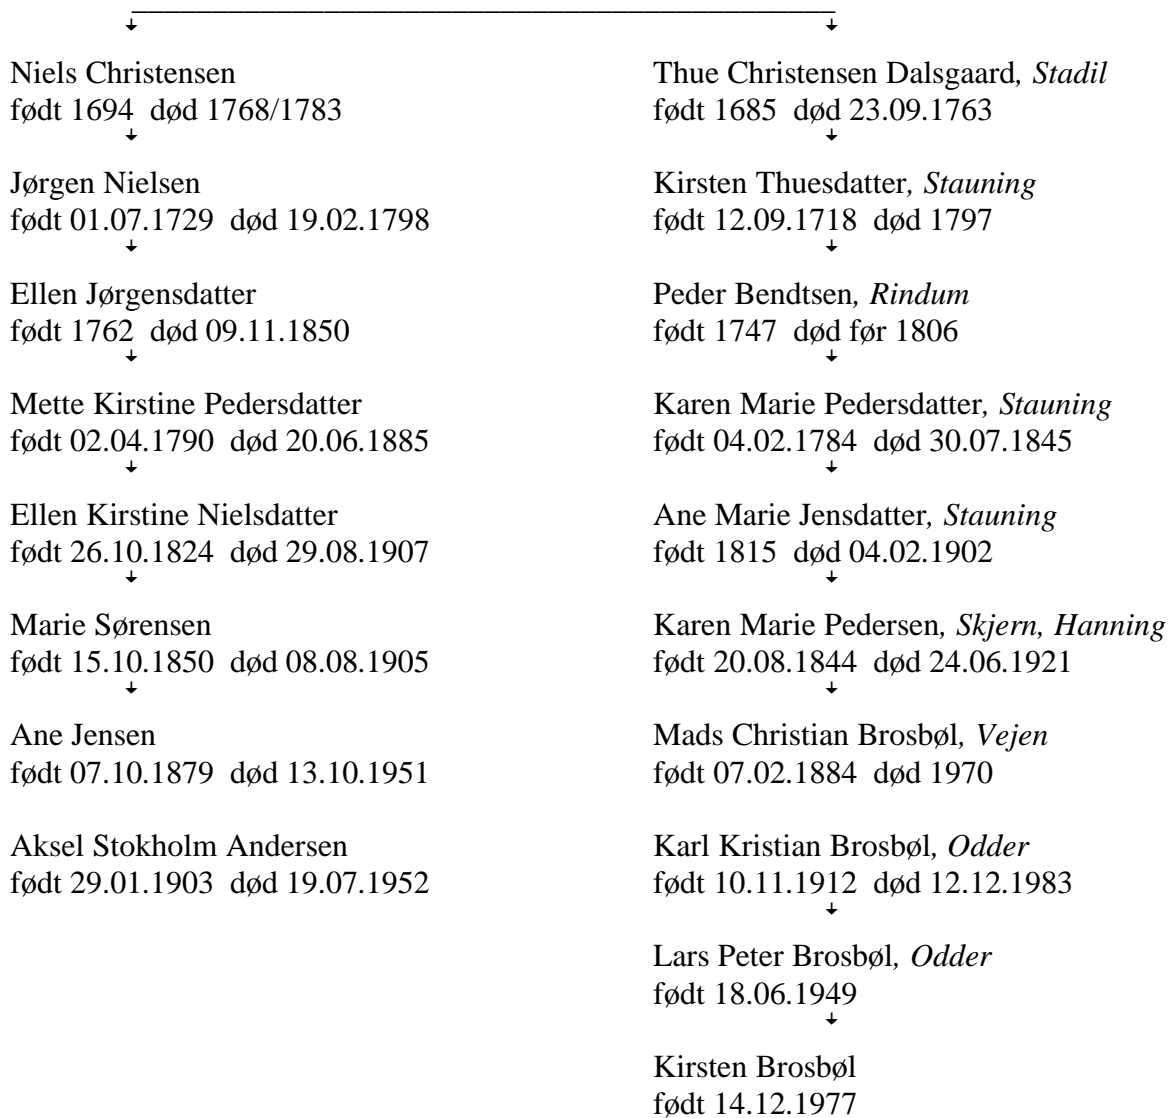 Niels Christensen
født 1694 død 1768/1783
Jørgen Nielsen
født 01.07.1729 død 19.02.1798
Ellen Jørgensdatter
født 1762 død 09.11.1850
Mette Kirstine Pedersdatter
født 02.04.1790 død 20.06.1885
Ellen Kirstine Nielsdatter
født 26.10.1824 død 29.08.1907
Marie Sørensen
født 15.10.1850 død 08.08.1905
Ane Jensen
født 07.10.1879 død 13.10.1951
Aksel Stokholm Andersen
født 29.01.1903 død 19.07.1952
Thue Christensen Dalsgaard, Stadil
født 1685 død 23.09.1763
Kirsten Thuesdatter, Stauning
født 12.09.1718 død 1797
Peder Bendtsen, Rindum
født 1747 død før 1806
Karen Marie Pedersdatter, Stauning
født 04.02.1784 død 30.07.1845
Ane Marie Jensdatter, Stauning
født 1815 død 04.02.1902
Karen Marie Pedersen, Skjern, Hanning
født 20.08.1844 død 24.06.1921
Mads Christian Brosbøl, Vejen
født 07.02.1884 død 1970
Karl Kristian Brosbøl, Odder
født 10.11.1912 død 12.12.1983
Lars Peter Brosbøl, Odder
født 18.06.1949
Kirsten Brosbøl
født 14.12.1977